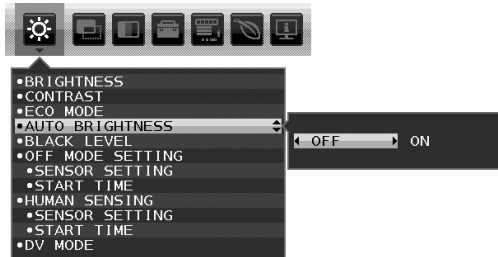 •BRIGHTNESS
•CONTRAST
•ECO MODE
•AUTO BRIGHTNESS
OFF ON
•BLACK LEVEL
•OFF MODE SETTING
•SENSOR SETTING
•START TIME
•HUMAN SENSING
•SENSOR SETTING
•START TIME
•DV MODE